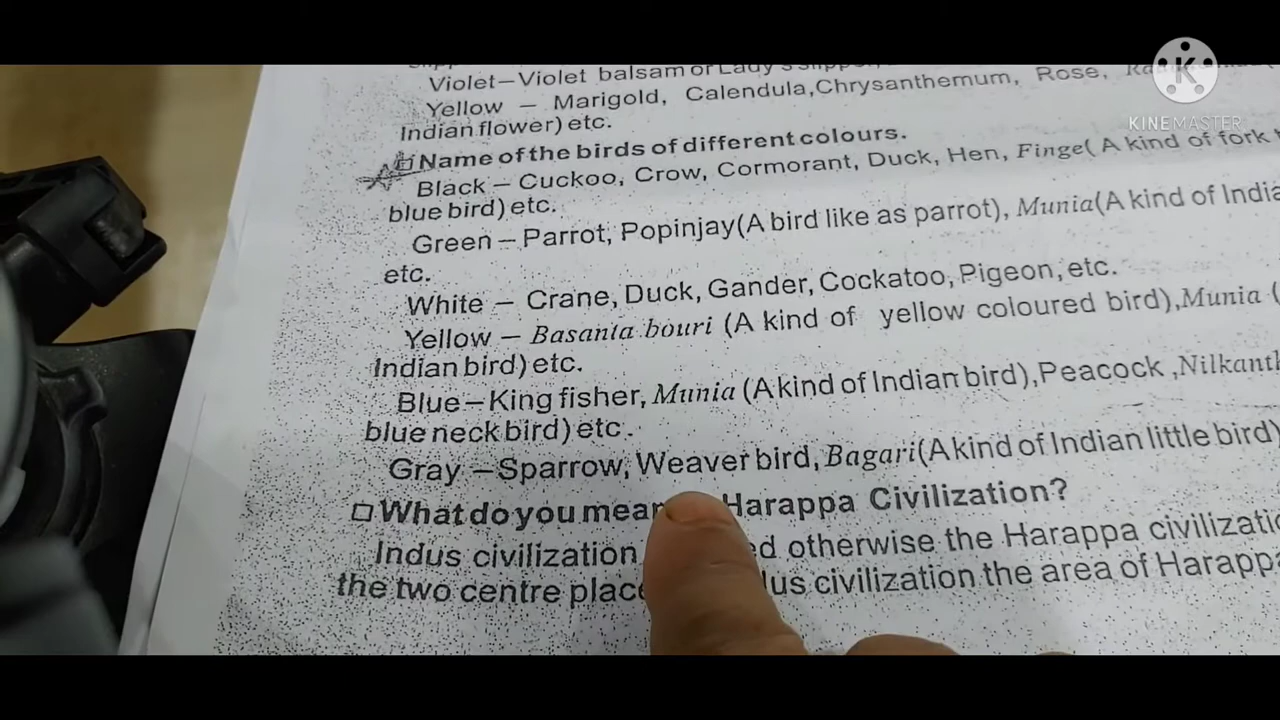 Violet–Violet balsam or Lady's slipper,
Yellow – Marigold, Calendula,Chrysanthemum, Rose,
Indian flower) etc.
Name of the birds of different colours.
Black – Cuckoo, Crow, Cormorant, Duck, Hen, Finge( A kind of fork
blue bird) etc.
Green – Parrot, Popinjay(A bird like as parrot), Munia(A kind of India
etc.
White – Crane, Duck, Gander, Cockatoo, Pigeon, etc.
Yellow – Basanta bouri (A kind of yellow coloured bird),Munia (
Indian bird) etc.
Blue–King fisher, Munia (A kind of Indian bird),Peacock ,Nilkanth
blue neck bird) etc.
Gray –Sparrow, Weaver bird, Bagari(A kind of Indian little bird)
What do you mean Harappa Civilization?
Indus civilization otherwise the Harappa civilizatio
the two centre place civilization the area of Harappa
KINEMASTER